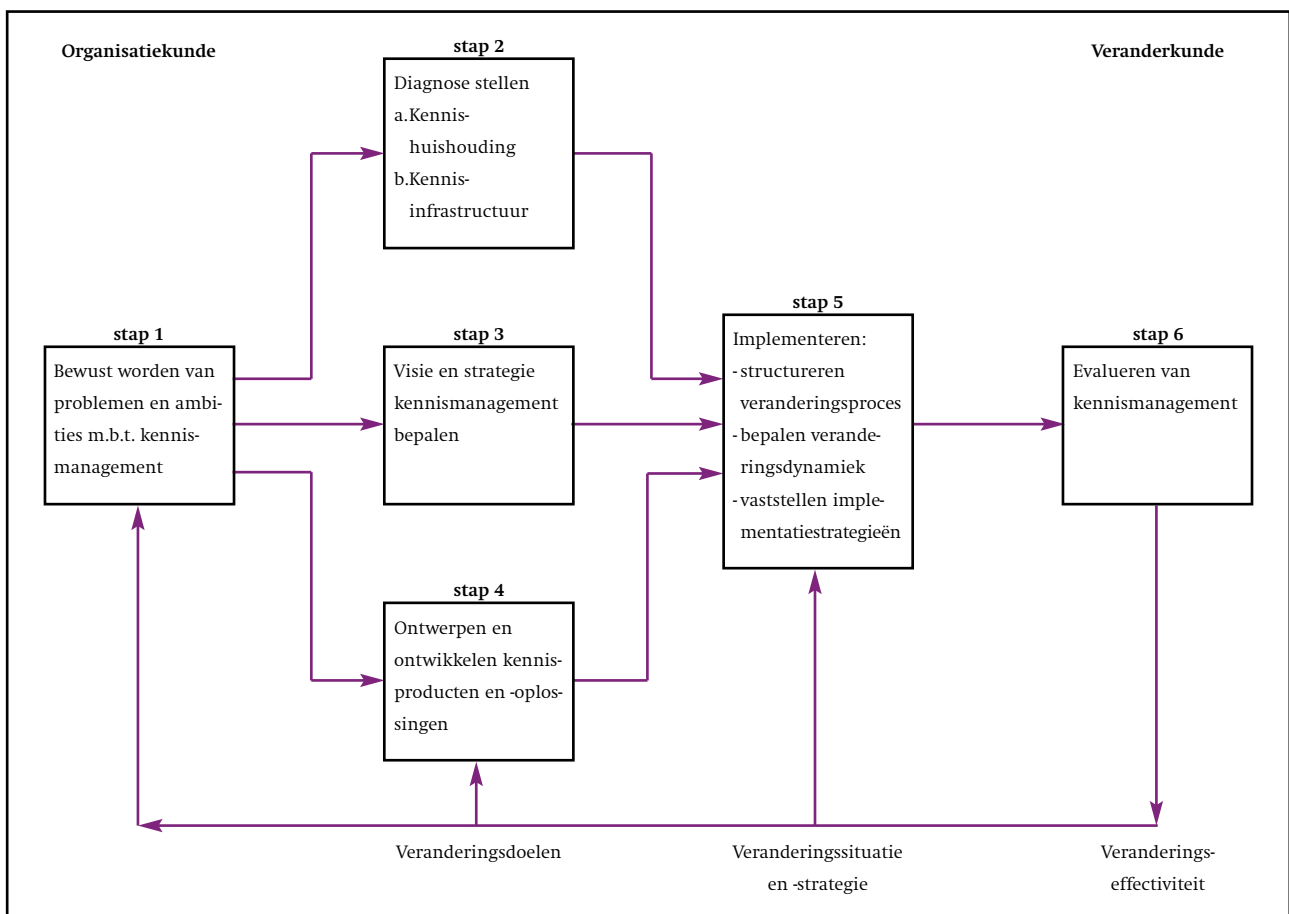 Organisatiekunde
Veranderkunde
stap 2
Diagnose stellen
a.Kennis-
huishouding
b.Kennis-
infrastructuur
stap 1
Bewust worden van
problemen en ambi-
ties m.b.t. kennis-
management
stap 3
Visie en strategie
kennismanagement
bepalen
stap 4
Ontwerpen en
ontwikkelen kennis-
producten en -oplos-
singen
stap 5
Implementeren:
- structureren
veranderingsproces
- bepalen verande-
ringsdynamiek
- vaststellen imple-
mentatiestrategieën
stap 6
Evalueren van
kennismanagement
Veranderingsdoelen
Veranderingssituatie
en -strategie
Veranderings-
effectiviteit